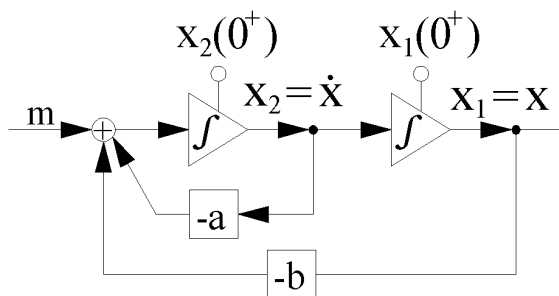 x₂(0⁺) x₁(0⁺)
m + ∫ x₂=ẋ ∫ x₁=x
-a
-b